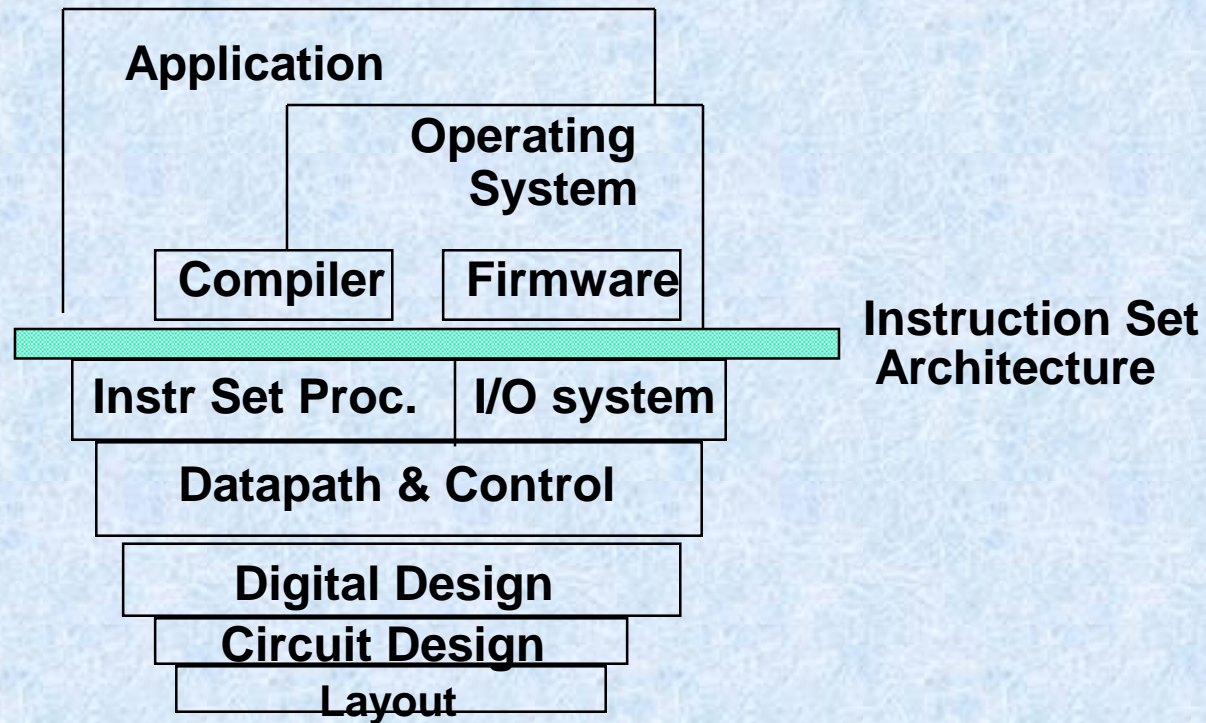 Application
Operating
System
Compiler
Firmware
Instruction Set
Architecture
Instr Set Proc.
I/O system
Datapath & Control
Digital Design
Circuit Design
Layout